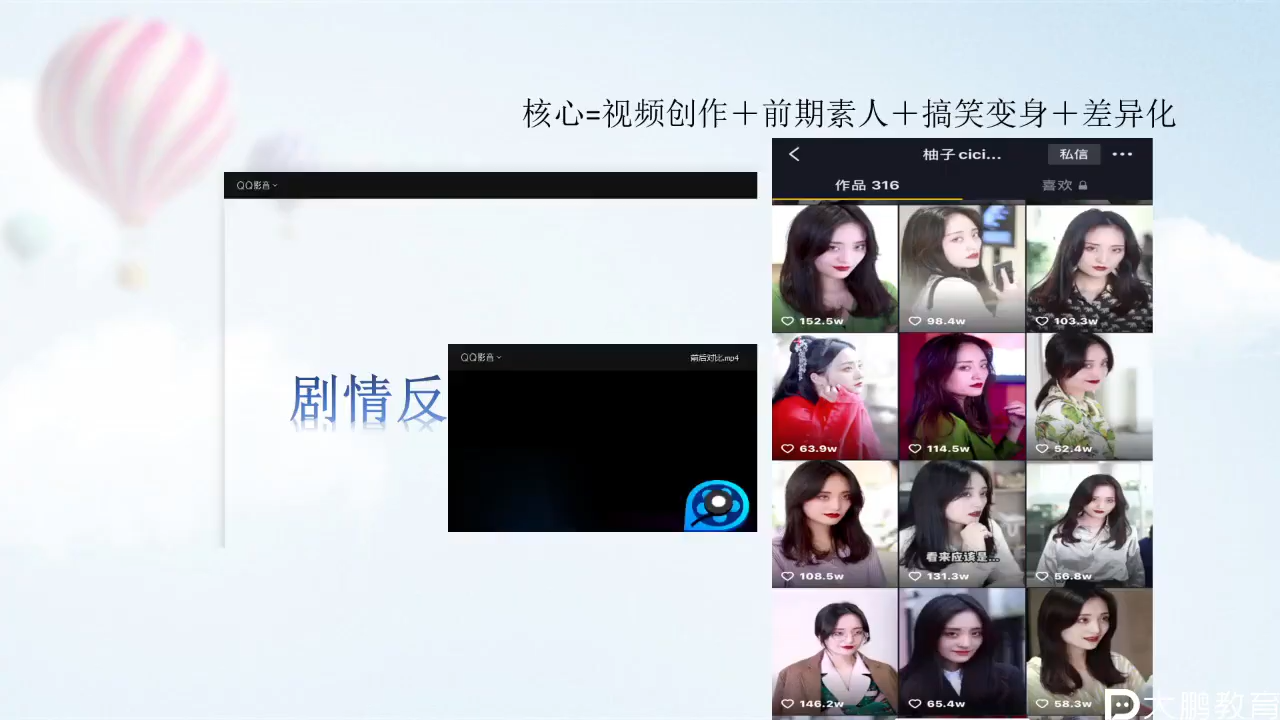 核心=视频创作＋前期素人＋搞笑变身＋差异化
柚子cici... 私信
作品 316 喜欢
QQ影音
152.5w 98.4w 103.3w
QQ影音 前后对比.mp4
剧情反
63.9w 114.5w 52.4w
看来应该是...
108.5w 131.3w 56.8w
146.2w 65.4w 58.3w
大鹏教育